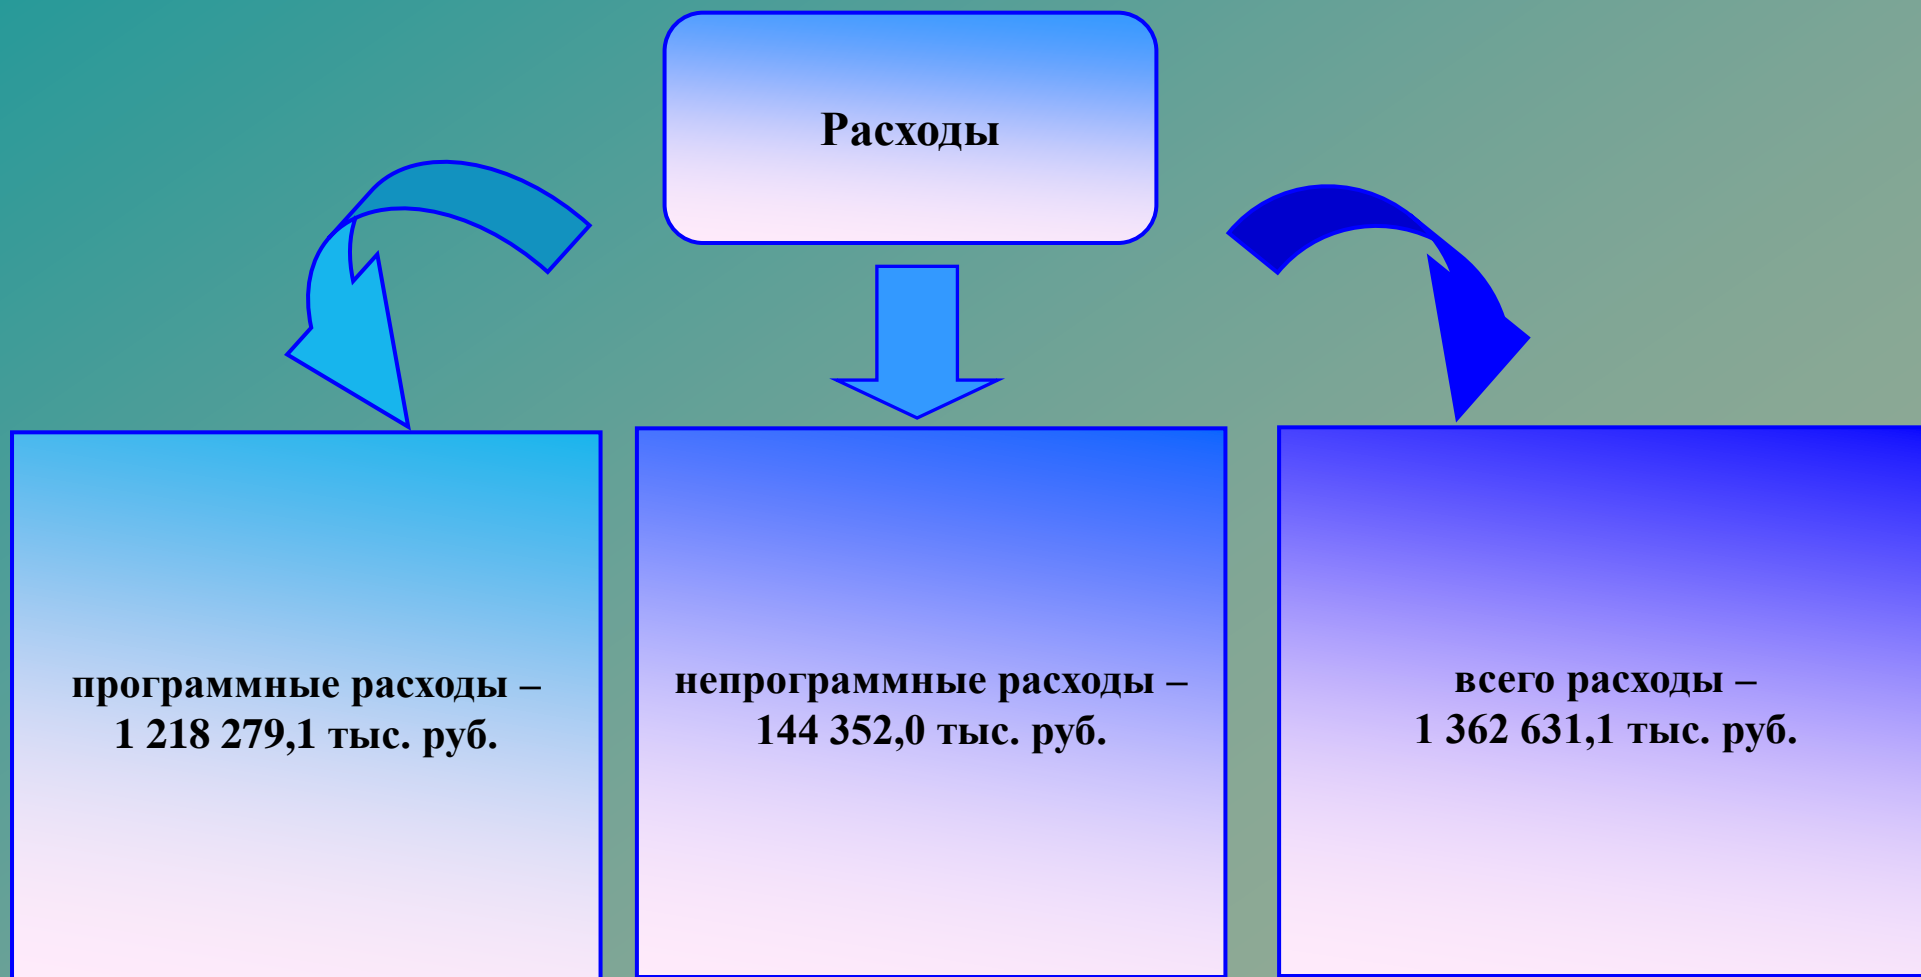 Расходы
программные расходы –
1 218 279,1 тыс. руб.
непрограммные расходы –
144 352,0 тыс. руб.
всего расходы –
1 362 631,1 тыс. руб.